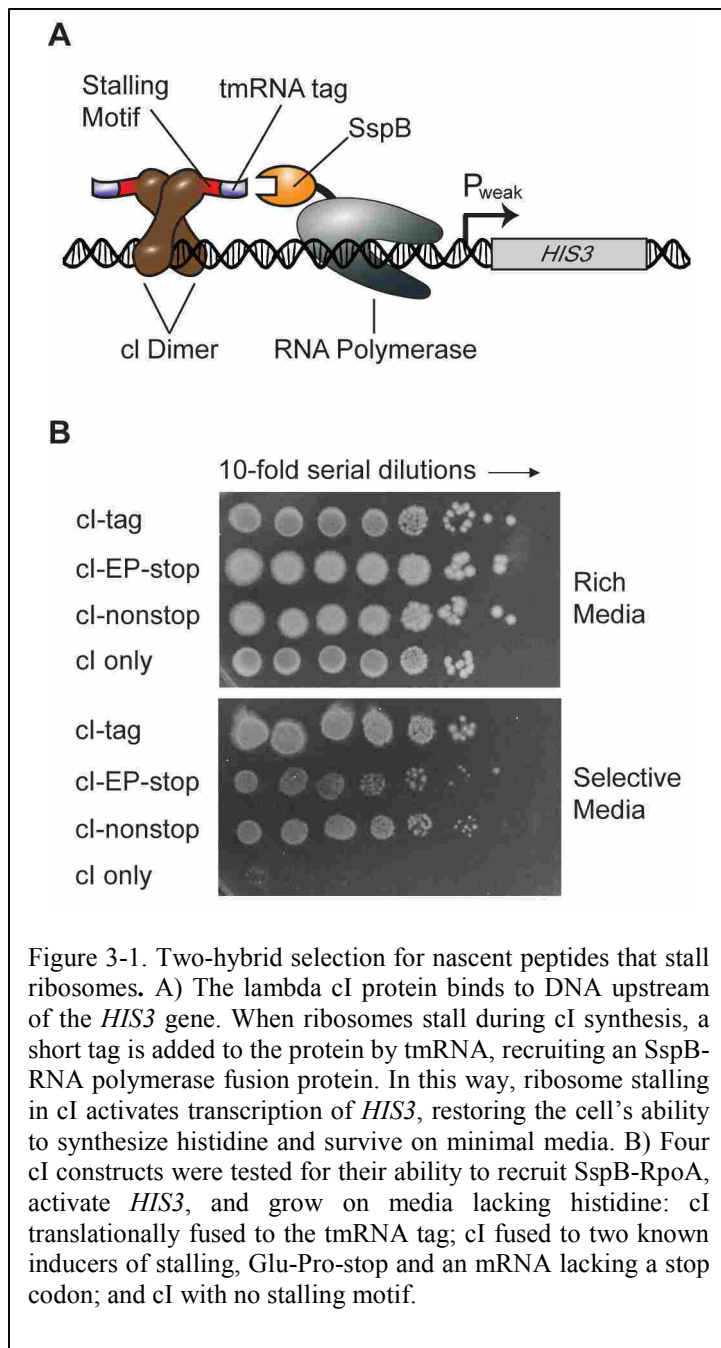 A
Stalling
Motif
tmRNA tag
SspB
Pweak
HIS3
cI Dimer
RNA Polymerase
B
10-fold serial dilutions
cI-tag
cI-EP-stop
cI-nonstop
cI only
Rich
Media
cI-tag
cI-EP-stop
cI-nonstop
cI only
Selective
Media
Figure 3-1. Two-hybrid selection for nascent peptides that stall
ribosomes. A) The lambda cI protein binds to DNA upstream
of the HIS3 gene. When ribosomes stall during cI synthesis, a
short tag is added to the protein by tmRNA, recruiting an SspB-
RNA polymerase fusion protein. In this way, ribosome stalling
in cI activates transcription of HIS3, restoring the cell's ability
to synthesize histidine and survive on minimal media. B) Four
cI constructs were tested for their ability to recruit SspB-RpoA,
activate HIS3, and grow on media lacking histidine: cI
translationally fused to the tmRNA tag; cI fused to two known
inducers of stalling, Glu-Pro-stop and an mRNA lacking a stop
codon; and cI with no stalling motif.